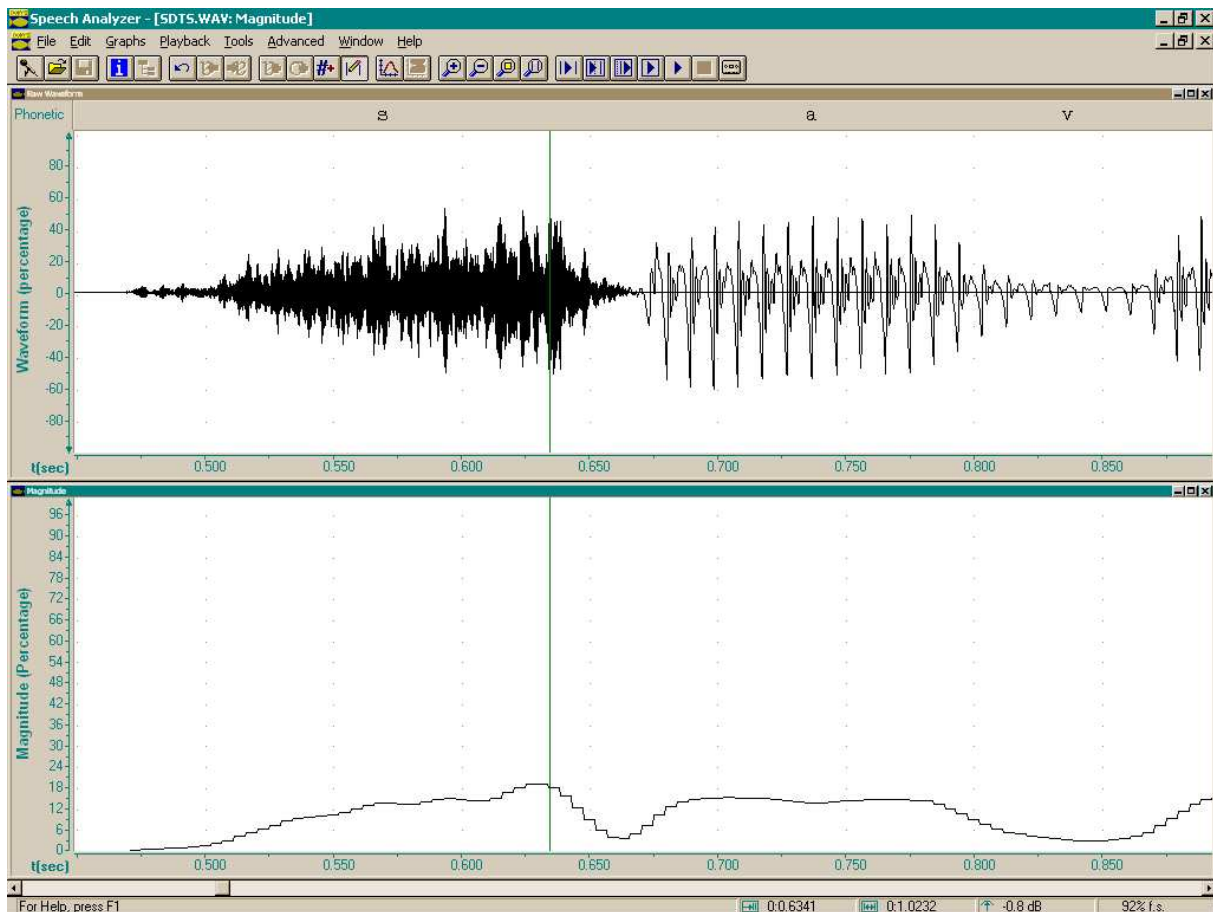 Speech Analyzer - [SDTS.WAV: Magnitude]
File Edit Graphs Playback Tools Advanced Window Help
Raw Waveform
Phonetic s a v
Waveform (percentage)
80
60
40
20
0
-20
-40
-60
-80
t(sec) 0.500 0.550 0.600 0.650 0.700 0.750 0.800 0.850
Magnitude
Magnitude (Percentage)
96
90
84
78
72
66
60
54
48
42
36
30
24
18
12
6
0
t(sec) 0.500 0.550 0.600 0.650 0.700 0.750 0.800 0.850
For Help, press F1 0:0.6341 0:1.0232 -0.8 dB 92% f.s.